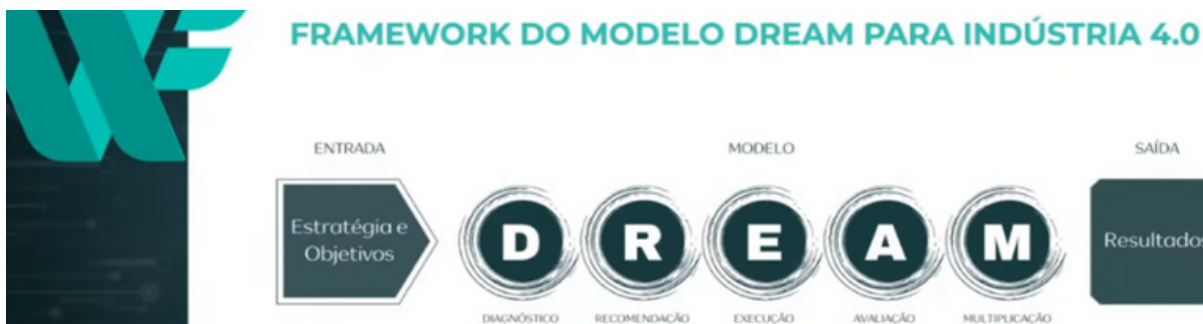 FRAMEWORK DO MODELO DREAM PARA INDÚSTRIA 4.0
ENTRADA
MODELO
SAÍDA
Estratégia e
Objetivos
D R E A M
Resultados
DIAGNÓSTICO RECOMENDAÇÃO EXECUÇÃO AVALIAÇÃO MULTIPLICAÇÃO